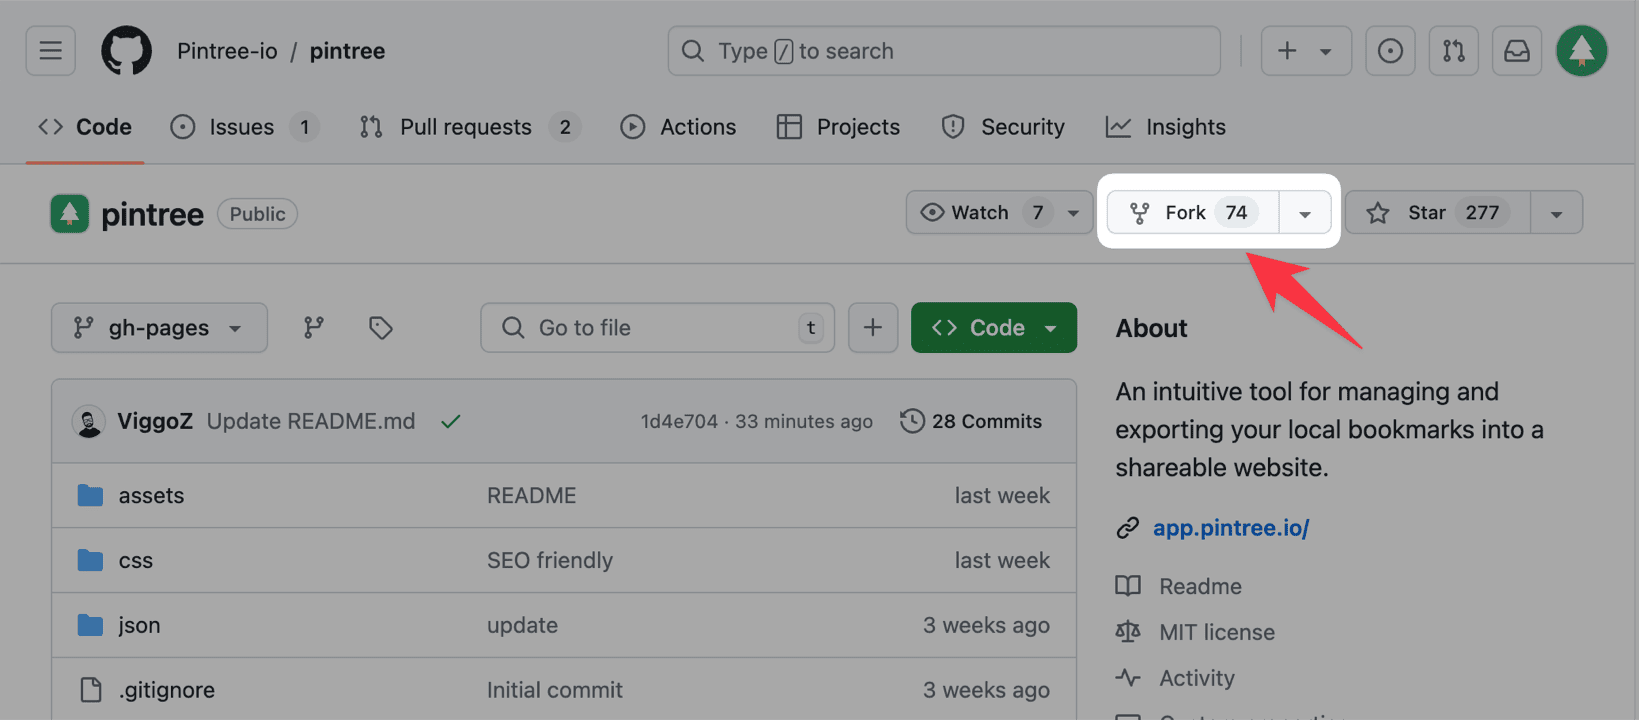 Pintree-io / pintree
Type / to search
Code
Issues 1
Pull requests 2
Actions
Projects
Security
Insights
pintree Public
Watch 7
Fork 74
Star 277
gh-pages
Go to file t
Code
About
An intuitive tool for managing and
exporting your local bookmarks into a
shareable website.
app.pintree.io/
Readme
MIT license
Activity
ViggoZ Update README.md 1d4e704 · 33 minutes ago 28 Commits
assets README last week
css SEO friendly last week
json update 3 weeks ago
.gitignore Initial commit 3 weeks ago